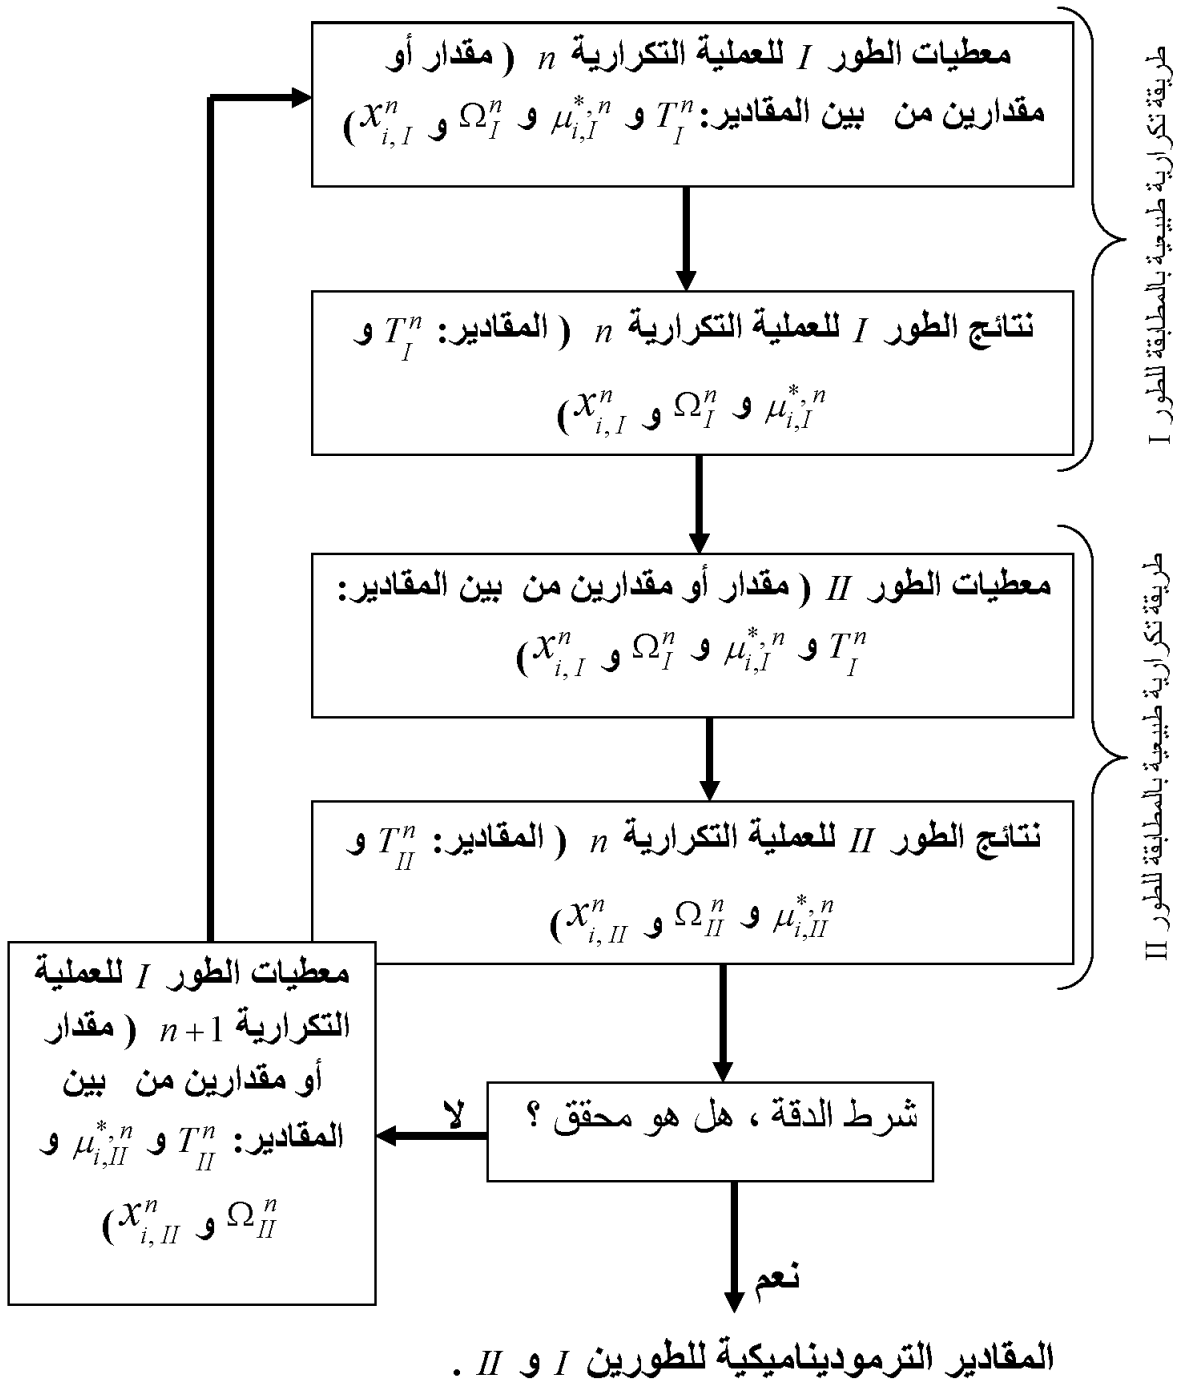 معطيات الطور I للعملية التكرارية n ( مقدار أو
مقدارين من بين المقادير: T_I^n و μ_{i,I}^{*,n} و Ω_I^n و x_{i,I}^n)
نتائج الطور I للعملية التكرارية n ( المقادير: T_I^n و
μ_{i,I}^{*,n} و Ω_I^n و x_{i,I}^n)
طريقة تكرارية طبيعية بالمطابقة للطور I
معطيات الطور II ( مقدار أو مقدارين من بين المقادير:
T_I^n و μ_{i,I}^{*,n} و Ω_I^n و x_{i,I}^n)
نتائج الطور II للعملية التكرارية n ( المقادير: T_{II}^n و
μ_{i,II}^{*,n} و Ω_{II}^n و x_{i,II}^n)
طريقة تكرارية طبيعية بالمطابقة للطور II
شرط الدقة ، هل هو محقق ؟
لا
معطيات الطور I للعملية
التكرارية n+1 ( مقدار
أو مقدارين من بين
المقادير: T_{II}^n و μ_{i,II}^{*,n} و
Ω_{II}^n و x_{i,II}^n)
نعم
المقادير الترموديناميكية للطورين I و II .